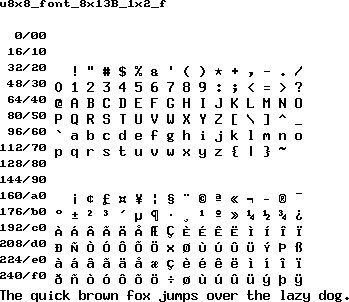 u8x8_font_8x13B_1x2_f
0/00
16/10
32/20 ! " # $ % & ' ( ) * + , - . /
48/30 0 1 2 3 4 5 6 7 8 9 : ; < = > ?
64/40 @ A B C D E F G H I J K L M N O
80/50 P Q R S T U V W X Y Z [ \ ] ^ _
96/60 ` a b c d e f g h i j k l m n o
112/70 p q r s t u v w x y z { | } ~
128/80
144/90
160/a0 ¡ ¢ £ ¤ ¥ ¦ § ¨ © ª « ¬ - ® ¯
176/b0 ° ± ² ³ ´ µ ¶ · ¸ ¹ º » ¼ ½ ¾ ¿
192/c0 À Á Â Ã Ä Å Æ Ç È É Ê Ë Ì Í Î Ï
208/d0 Ð Ñ Ò Ó Ô Õ Ö × Ø Ù Ú Û Ü Ý Þ ß
224/e0 à á â ã ä å æ ç è é ê ë ì í î ï
240/f0 ð ñ ò ó ô õ ö ÷ ø ù ú û ü ý þ ÿ
The quick brown fox jumps over the lazy dog.